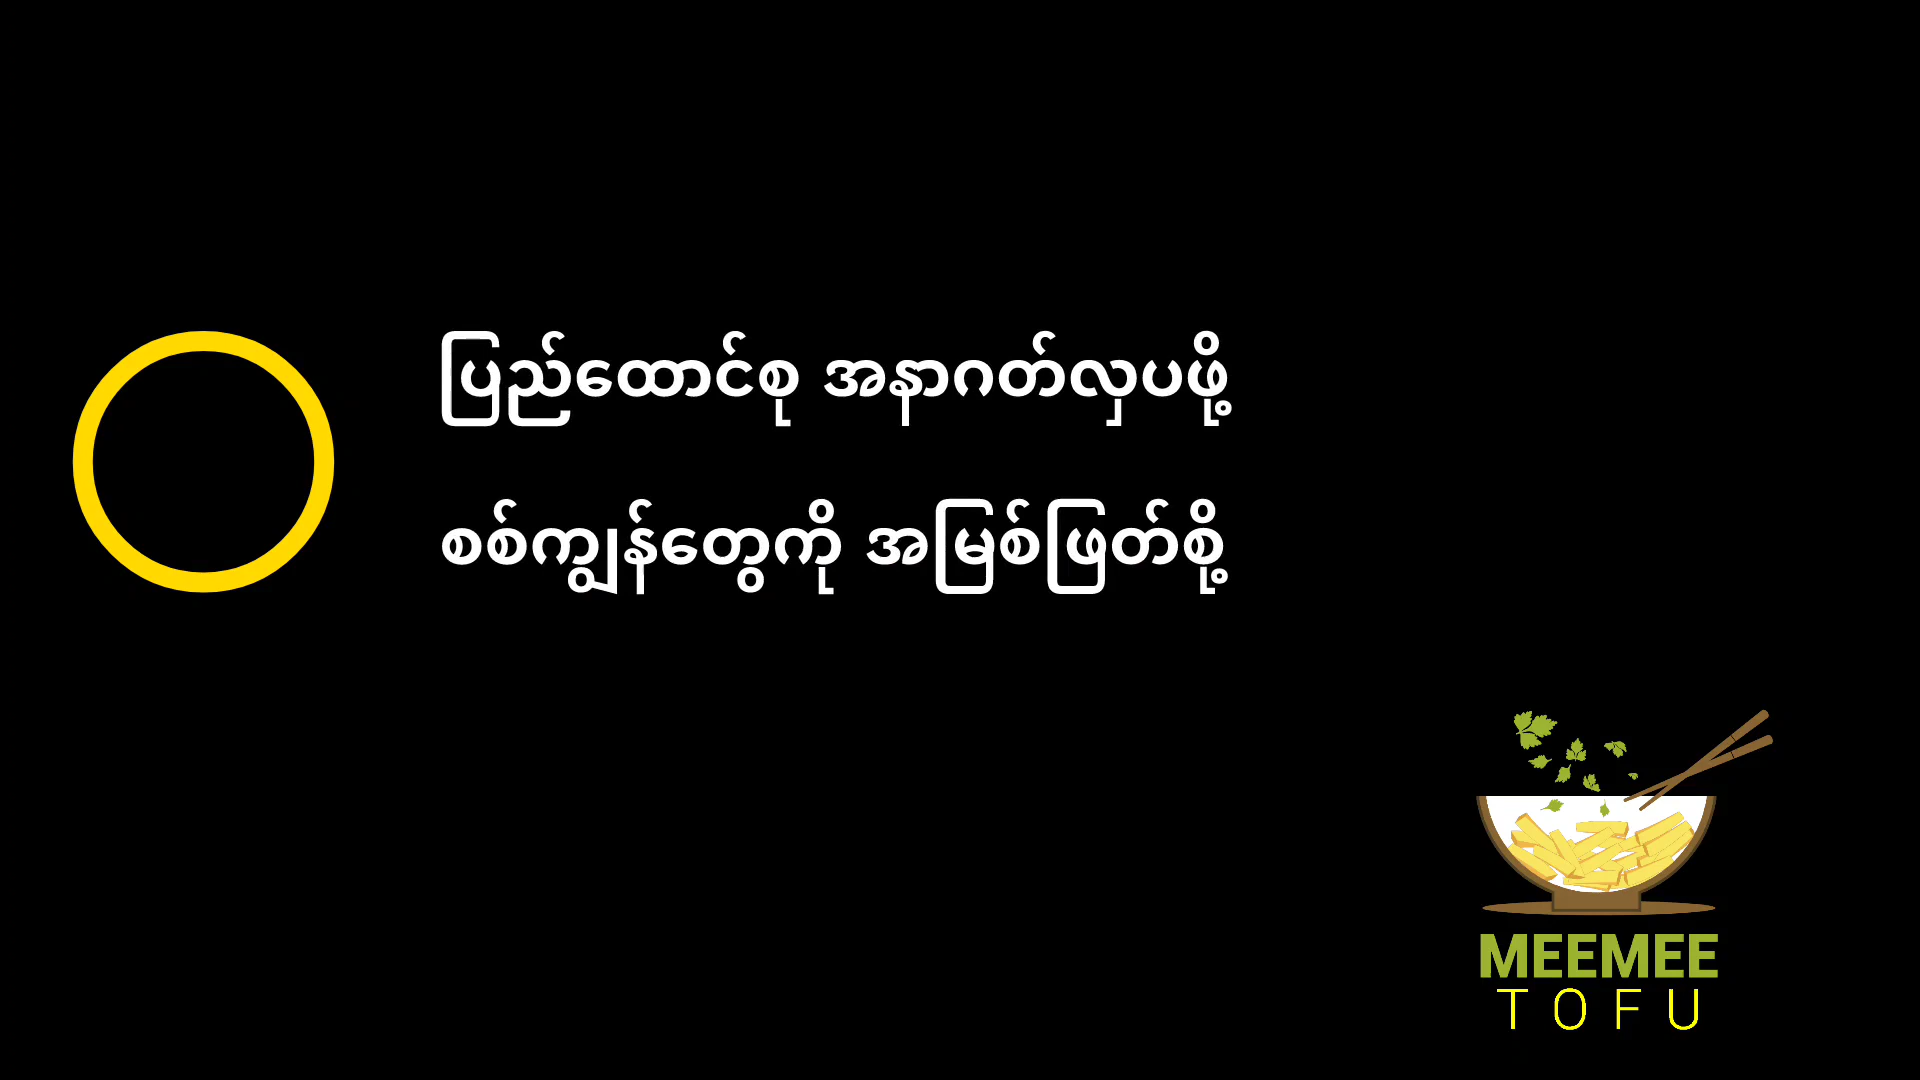 ပြည်ထောင်စု အနာဂတ်လှပဖို့
စစ်ကျွန်တွေကို အမြစ်ဖြတ်စို့
MEEMEE
TOFU